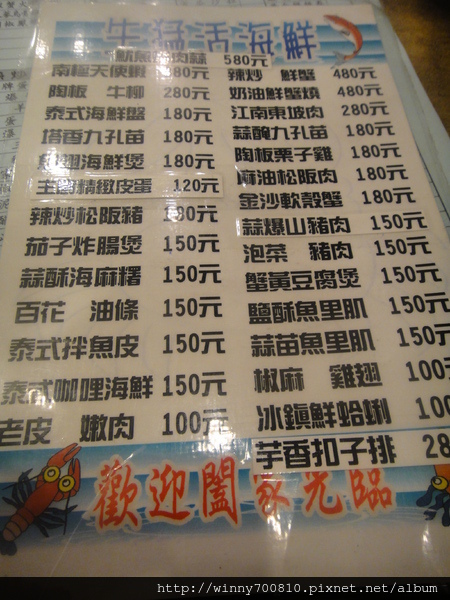 生猛活海鮮
魷魚 肉蒜 580元
南極天使蝦 180元
陶板 牛柳 280元
泰式海鮮盤 180元
塔香九孔苗 180元
翅海鮮煲 180元
精緻皮蛋 120元
辣炒松阪豬 180元
茄子炸腸煲 150元
蒜酥海麻糬 150元
百花 油條 150元
泰式拌魚皮 150元
泰式咖哩海鮮 150元
老皮 嫩肉 100元
辣炒 鮮蟹 480元
奶油鮮蟹燒 480元
江南東坡肉 280元
蒜醃九孔苗 180元
陶板栗子雞 180元
麻油松阪肉 180元
金沙軟殼蟹 180元
蒜爆山豬肉 150元
泡菜 豬肉 150元
蟹黃豆腐煲 150元
鹽酥魚里肌 150元
蒜苗魚里肌 150元
椒麻 雞翅 100元
冰鎮鮮蛤蜊 100
芋香扣子排 28
歡迎闔家光臨
http://winny700810.pixnet.net/album